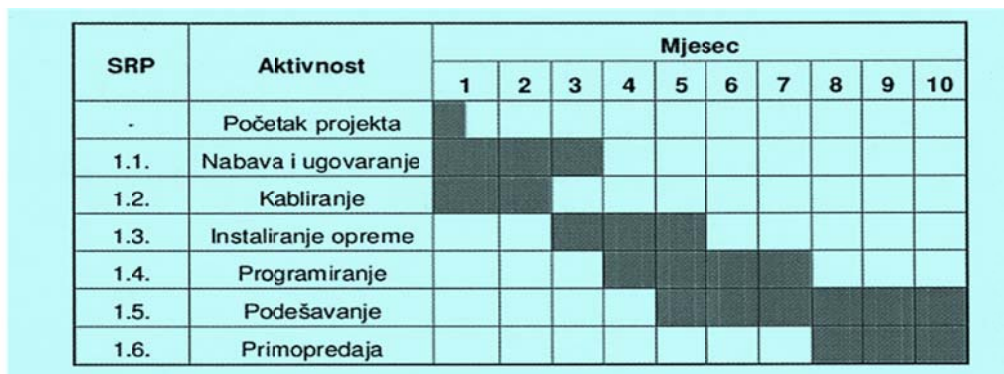 SRP Aktivnost Mjesec
1 2 3 4 5 6 7 8 9 10
- Početak projekta
1.1. Nabava i ugovaranje
1.2. Kabliranje
1.3. Instaliranje opreme
1.4. Programiranje
1.5. Podešavanje
1.6. Primopredaja